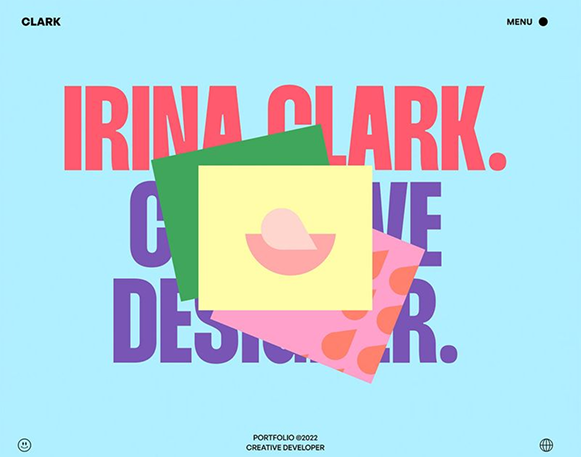 CLARK
MENU
IRINA CLARK.
PORTFOLIO ©2022
CREATIVE DEVELOPER